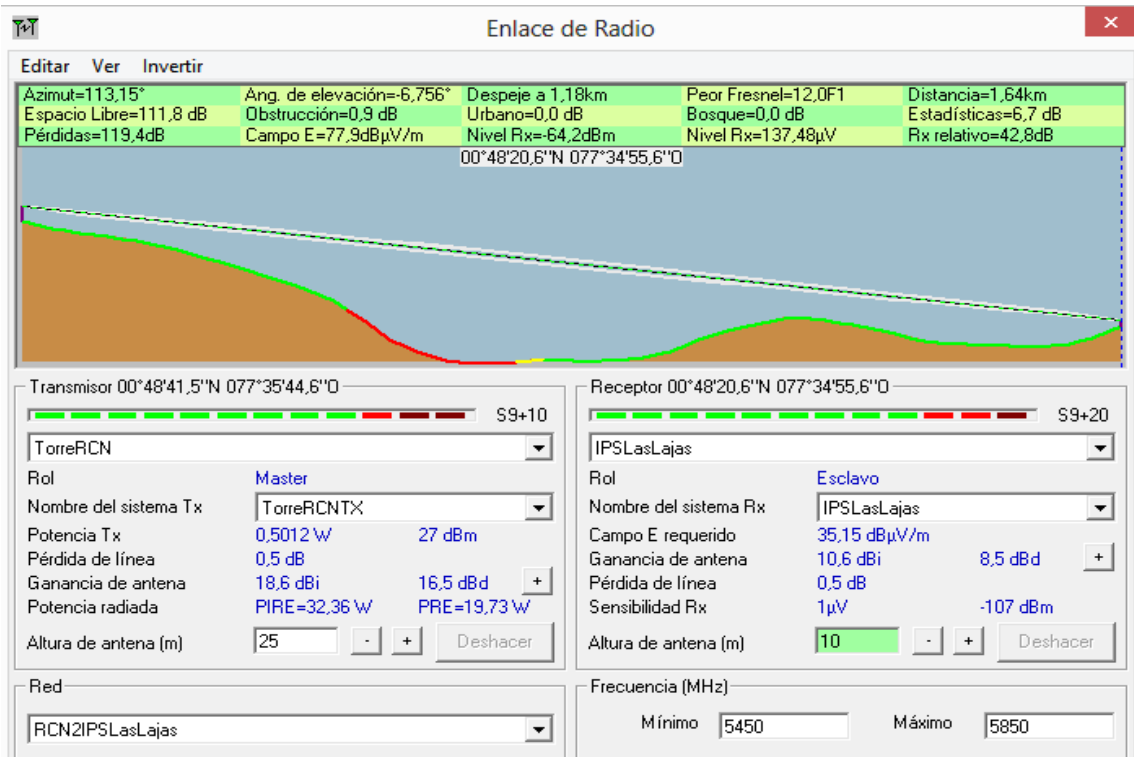 Enlace de Radio
Editar Ver Invertir
Azimut=113,15° Ang. de elevación=-6,756° Despeje a 1,18km Peor Fresnel=12,0F1 Distancia=1,64km
Espacio Libre=111,8 dB Obstrucción=0,9 dB Urbano=0,0 dB Bosque=0,0 dB Estadísticas=6,7 dB
Pérdidas=119,4dB Campo E=77,9dBµV/m Nivel Rx=-64,2dBm Nivel Rx=137,48µV Rx relativo=42,8dB
00°48'20,6''N 077°34'55,6''O
Transmisor 00°48'41,5''N 077°35'44,6''O
S9+10
TorreRCN
Rol Master
Nombre del sistema Tx TorreRCNTX
Potencia Tx 0,5012 W 27 dBm
Pérdida de línea 0,5 dB
Ganancia de antena 18,6 dBi 16,5 dBd +
Potencia radiada PIRE=32,36 W PRE=19,73 W
Altura de antena (m) 25 - + Deshacer
Red
RCN2IPSLasLajas
Receptor 00°48'20,6''N 077°34'55,6''O
S9+20
IPSLasLajas
Rol Esclavo
Nombre del sistema Rx IPSLasLajas
Campo E requerido 35,15 dBµV/m
Ganancia de antena 10,6 dBi 8,5 dBd +
Pérdida de línea 0,5 dB
Sensibilidad Rx 1µV -107 dBm
Altura de antena (m) 10 - + Deshacer
Frecuencia (MHz)
Mínimo 5450 Máximo 5850